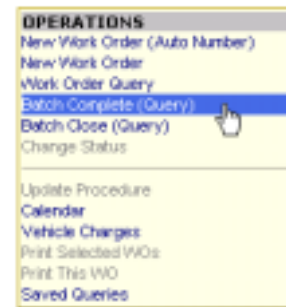 OPERATIONS
New Work Order (Auto Number)
New Work Order
Work Order Query
Batch Complete (Query)
Batch Close (Query)
Change Status
Update Procedure
Calendar
Vehicle Charges
Print Selected WOs
Print This WO
Saved Queries